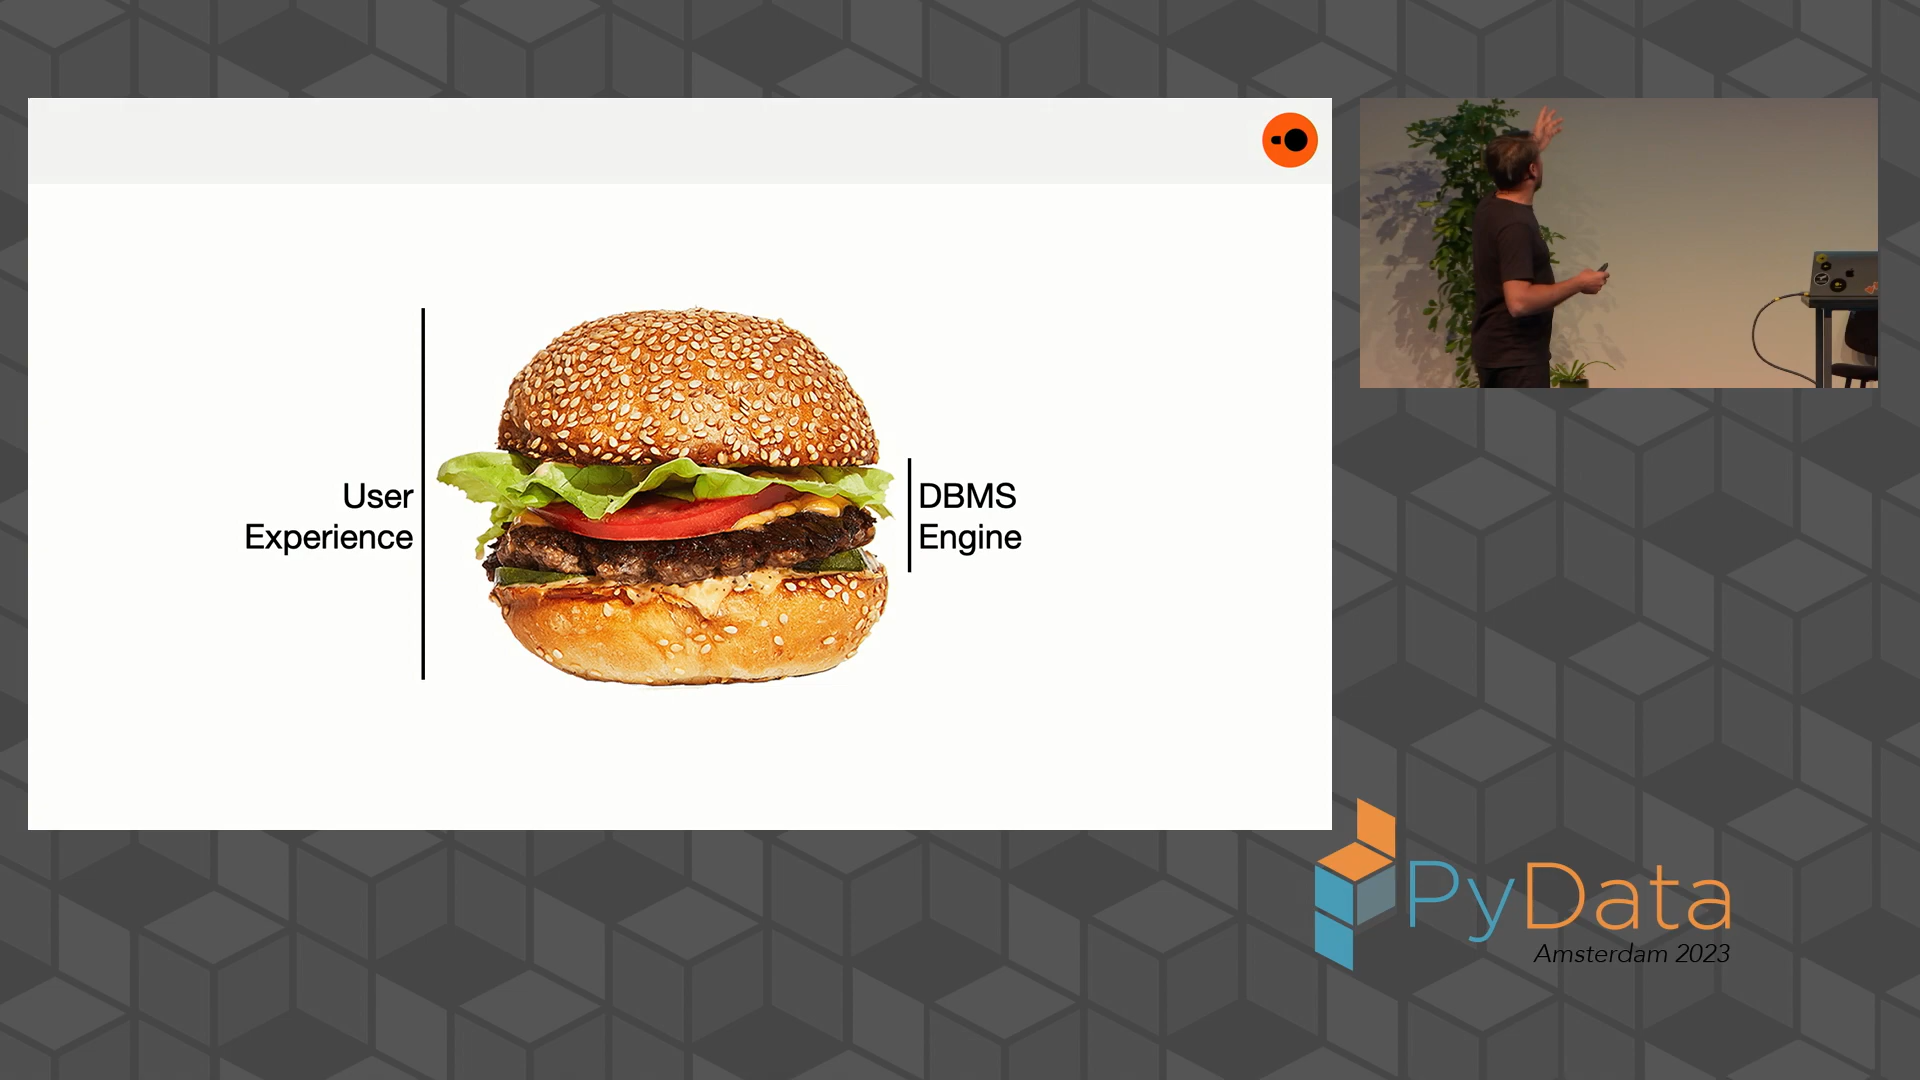 User
Experience
DBMS
Engine
PyData
Amsterdam 2023